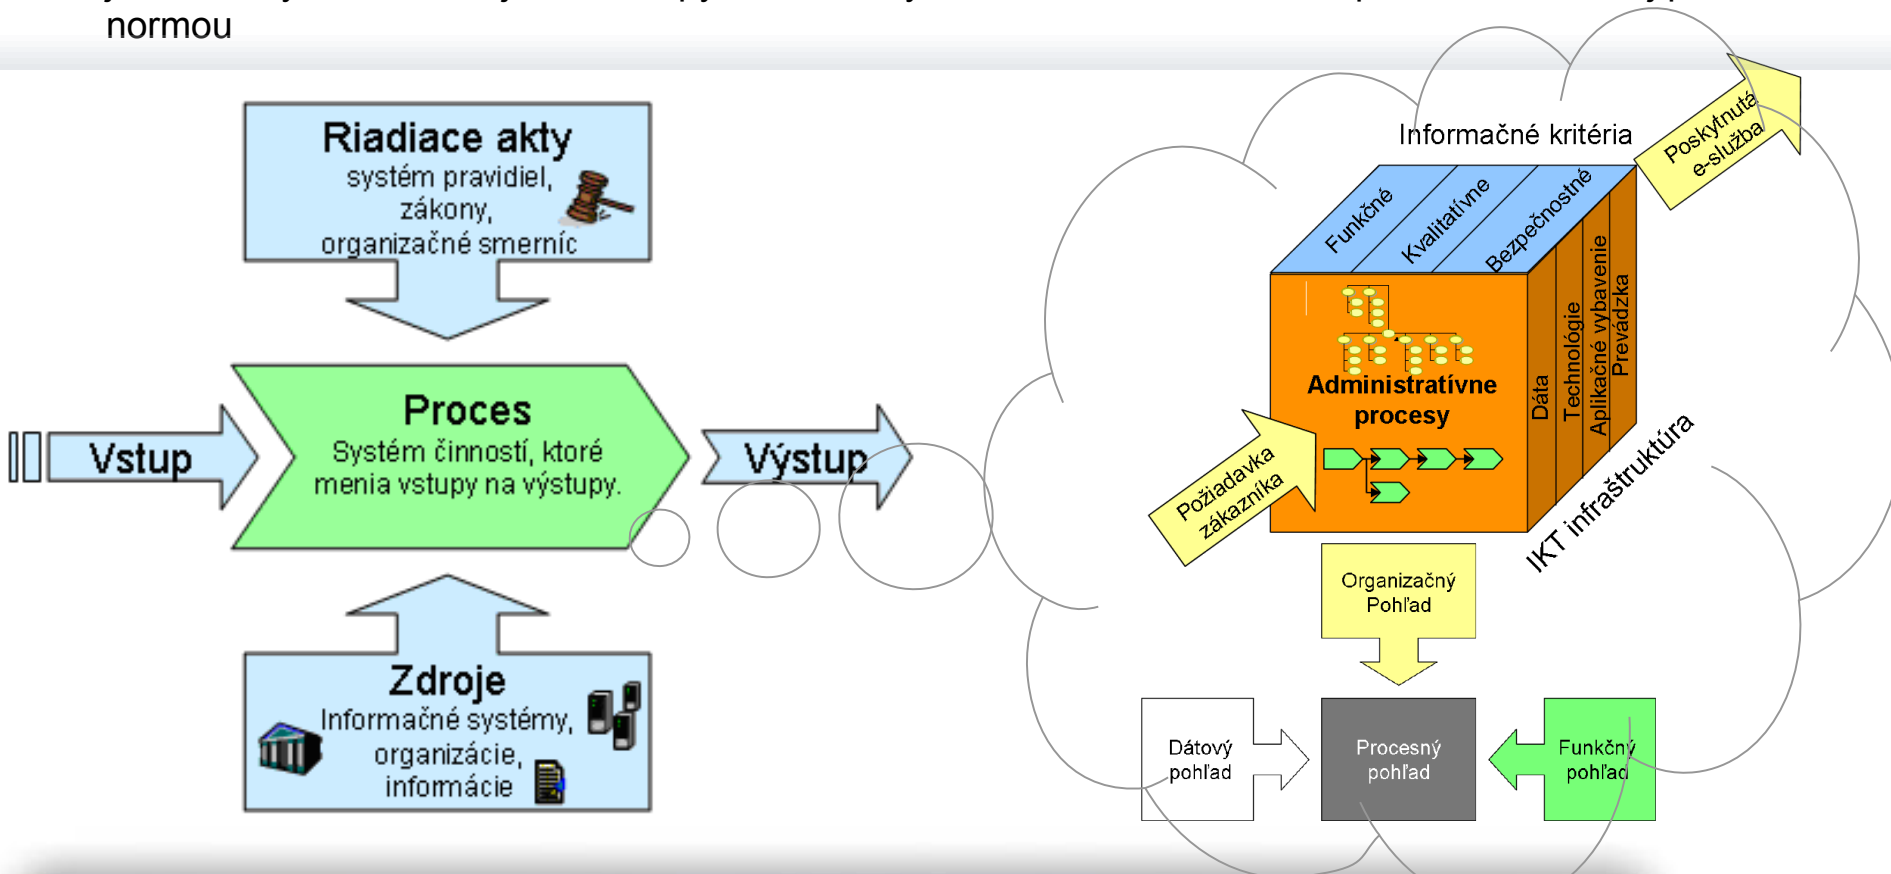 normou
Riadiace akty
systém pravidiel,
zákony,
organizačné smerníc
Vstup
Proces
Systém činností, ktoré
menia vstupy na výstupy.
Výstup
Zdroje
Informačné systémy,
organizácie,
informácie
Informačné kritéria
Poskytnutá
e-služba
Funkčné
Kvalitatívne
Bezpečnostné
Administratívne
procesy
Dáta
Technológie
Aplikačné vybavenie
Prevádzka
IKT infraštruktúra
Požiadavka
zákazníka
Organizačný
Pohľad
Dátový
pohľad
Procesný
pohľad
Funkčný
pohľad